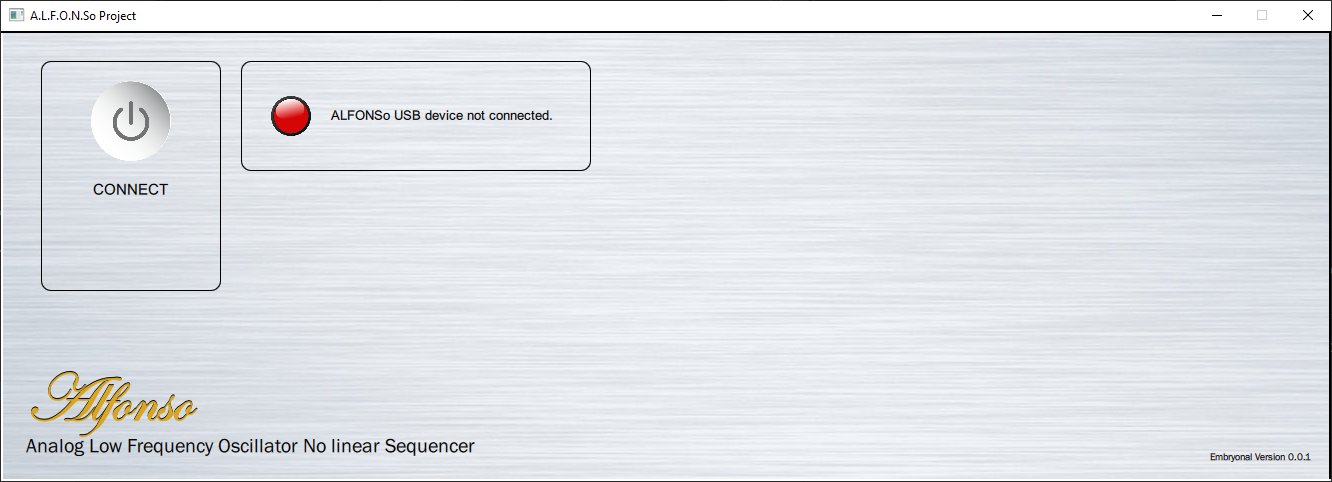 A.L.F.O.N.So Project
ALFONSo USB device not connected.
CONNECT
Alfonso
Analog Low Frequency Oscillator No linear Sequencer
Embryonal Version 0.0.1